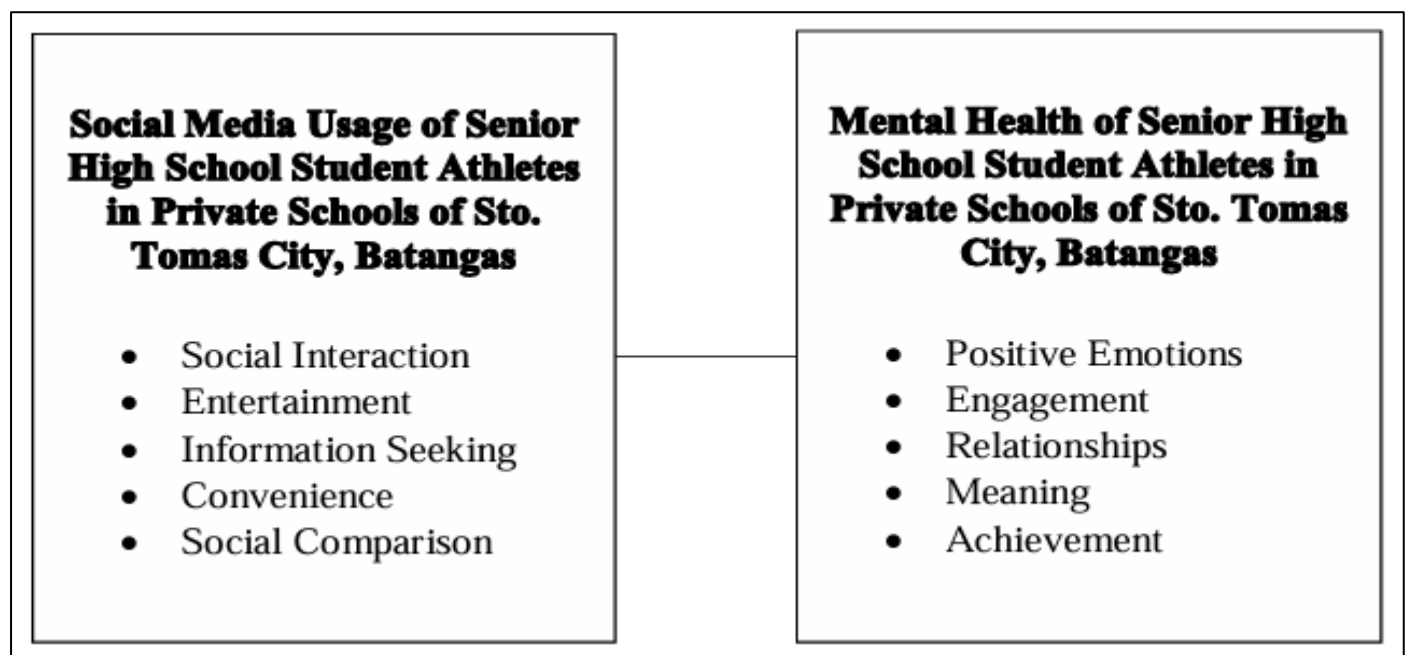 Social Media Usage of Senior
High School Student Athletes
in Private Schools of Sto.
Tomas City, Batangas
• Social Interaction
• Entertainment
• Information Seeking
• Convenience
• Social Comparison
Mental Health of Senior High
School Student Athletes in
Private Schools of Sto. Tomas
City, Batangas
• Positive Emotions
• Engagement
• Relationships
• Meaning
• Achievement